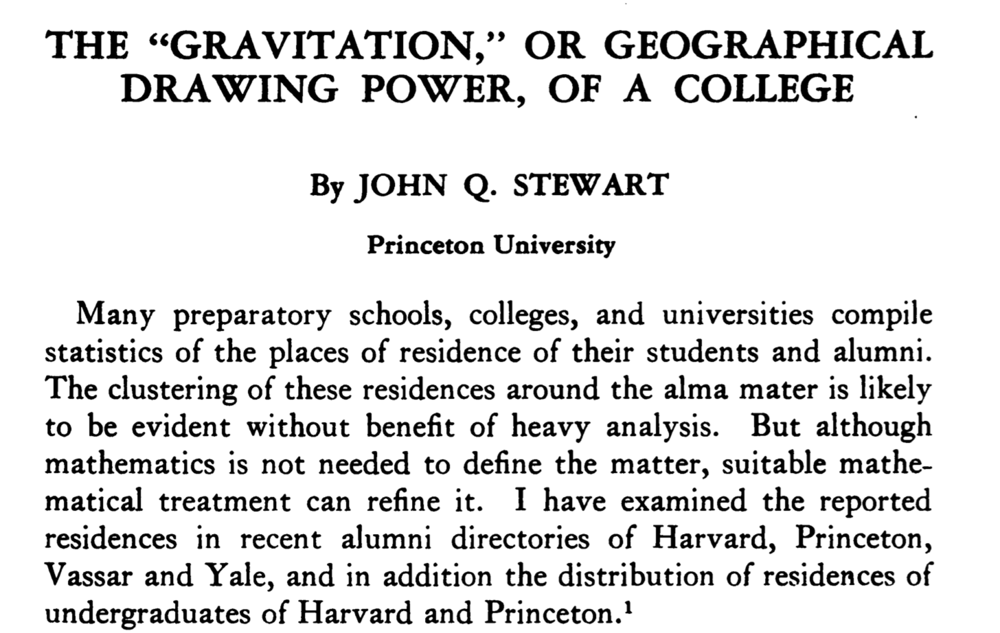 THE “GRAVITATION,” OR GEOGRAPHICAL
DRAWING POWER, OF A COLLEGE
By JOHN Q. STEWART
Princeton University
Many preparatory schools, colleges, and universities compile
statistics of the places of residence of their students and alumni.
The clustering of these residences around the alma mater is likely
to be evident without benefit of heavy analysis. But although
mathematics is not needed to define the matter, suitable mathe-
matical treatment can refine it. I have examined the reported
residences in recent alumni directories of Harvard, Princeton,
Vassar and Yale, and in addition the distribution of residences of
undergraduates of Harvard and Princeton.¹